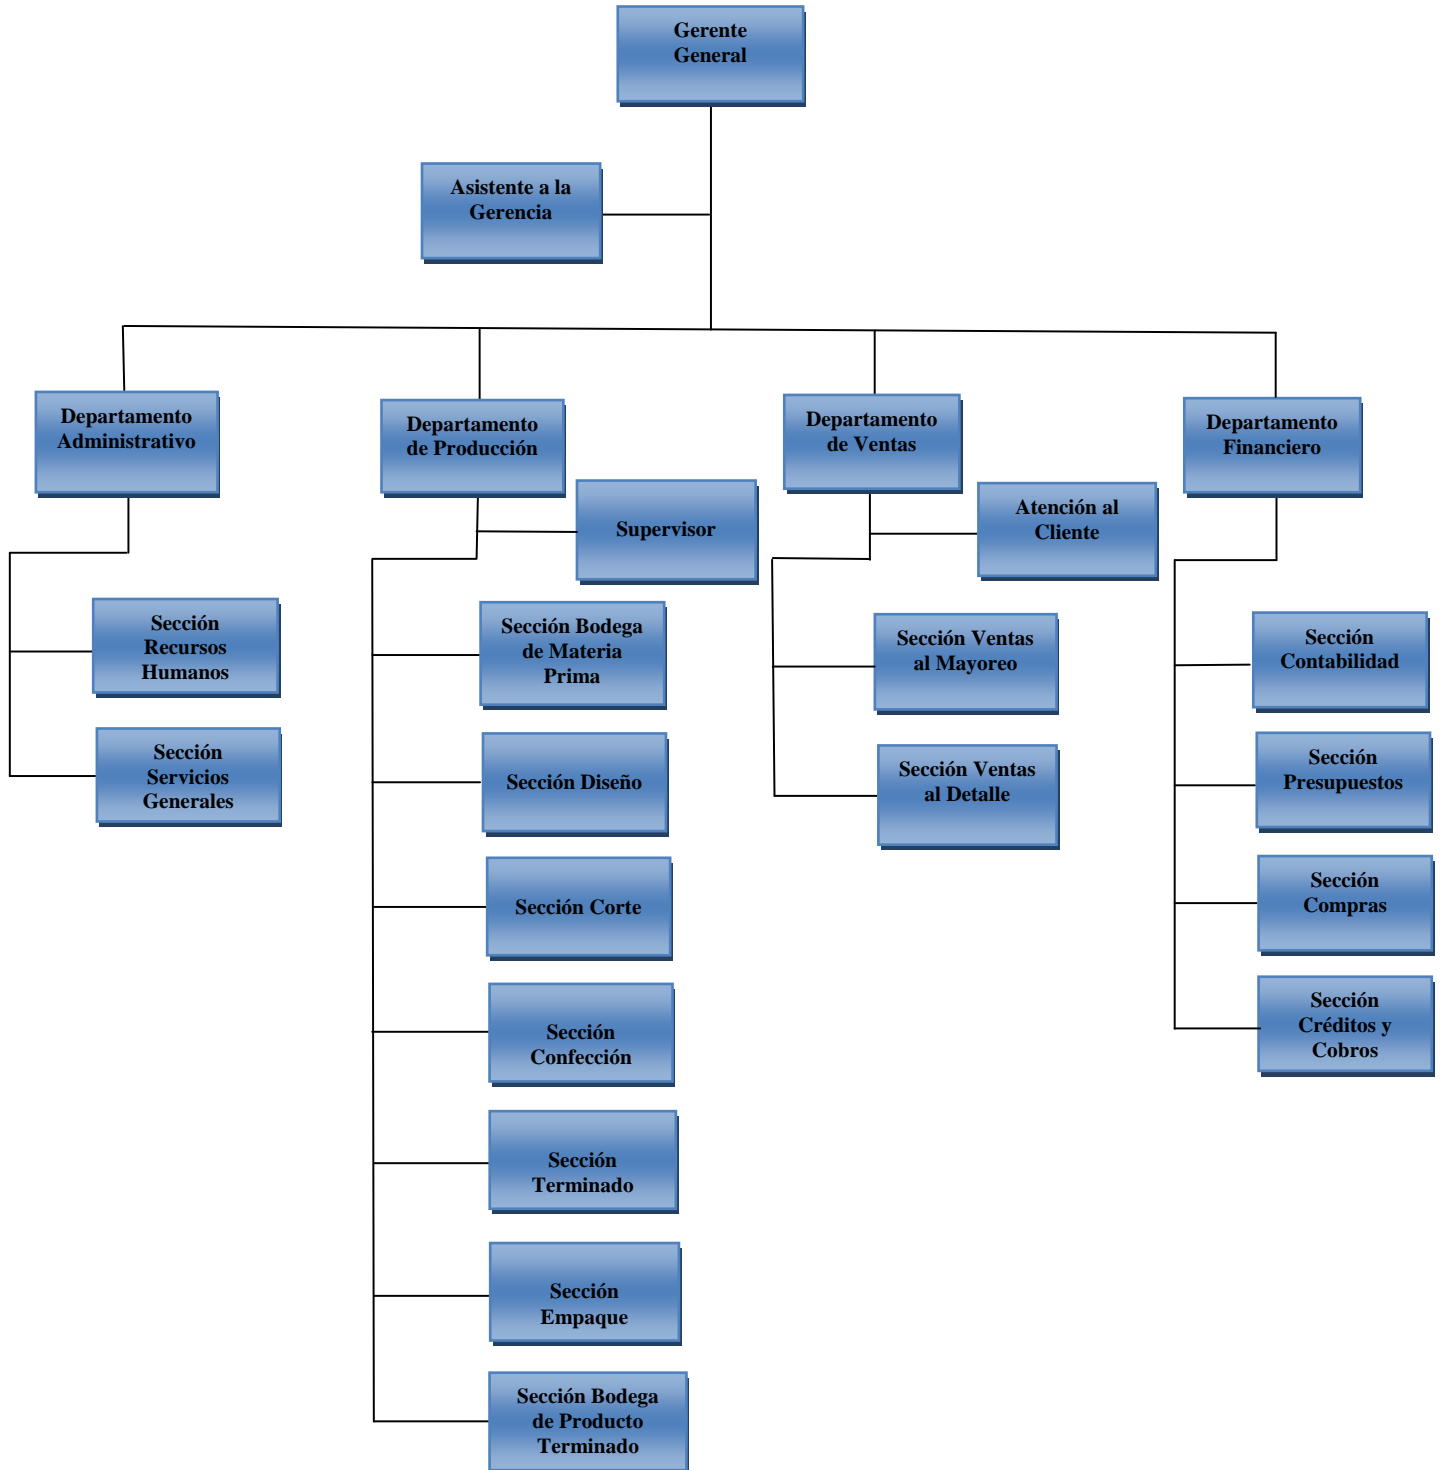 Gerente
General
Asistente a la
Gerencia
Departamento
Administrativo
Departamento
de Producción
Departamento
de Ventas
Departamento
Financiero
Supervisor
Atención al
Cliente
Sección
Recursos
Humanos
Sección
Servicios
Generales
Sección Bodega
de Materia
Prima
Sección Diseño
Sección Corte
Sección
Confección
Sección
Terminado
Sección
Empaque
Sección Bodega
de Producto
Terminado
Sección Ventas
al Mayoreo
Sección Ventas
al Detalle
Sección
Contabilidad
Sección
Presupuestos
Sección
Compras
Sección
Créditos y
Cobros